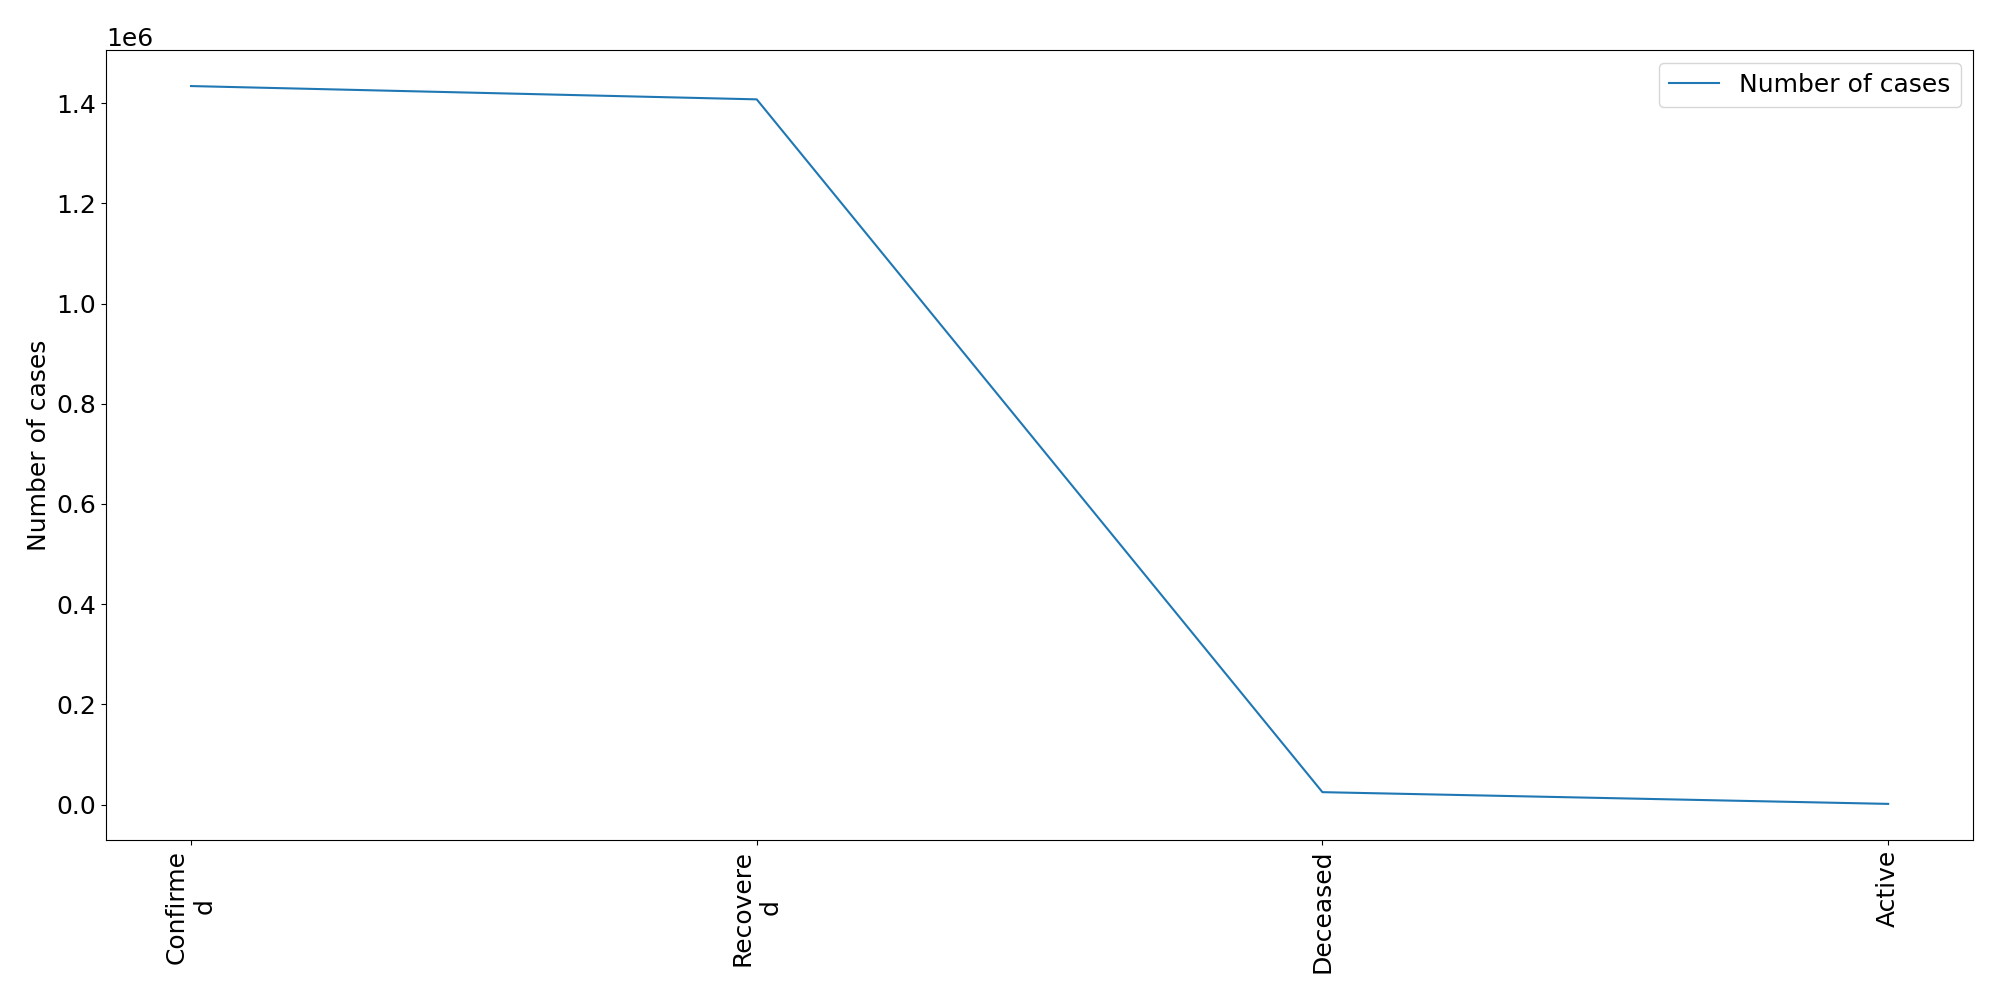 1e6
Number of cases
1.4
1.2
1.0
0.8
0.6
0.4
0.2
0.0
Number of cases
Confirme
d
Recovere
d
Deceased
Active